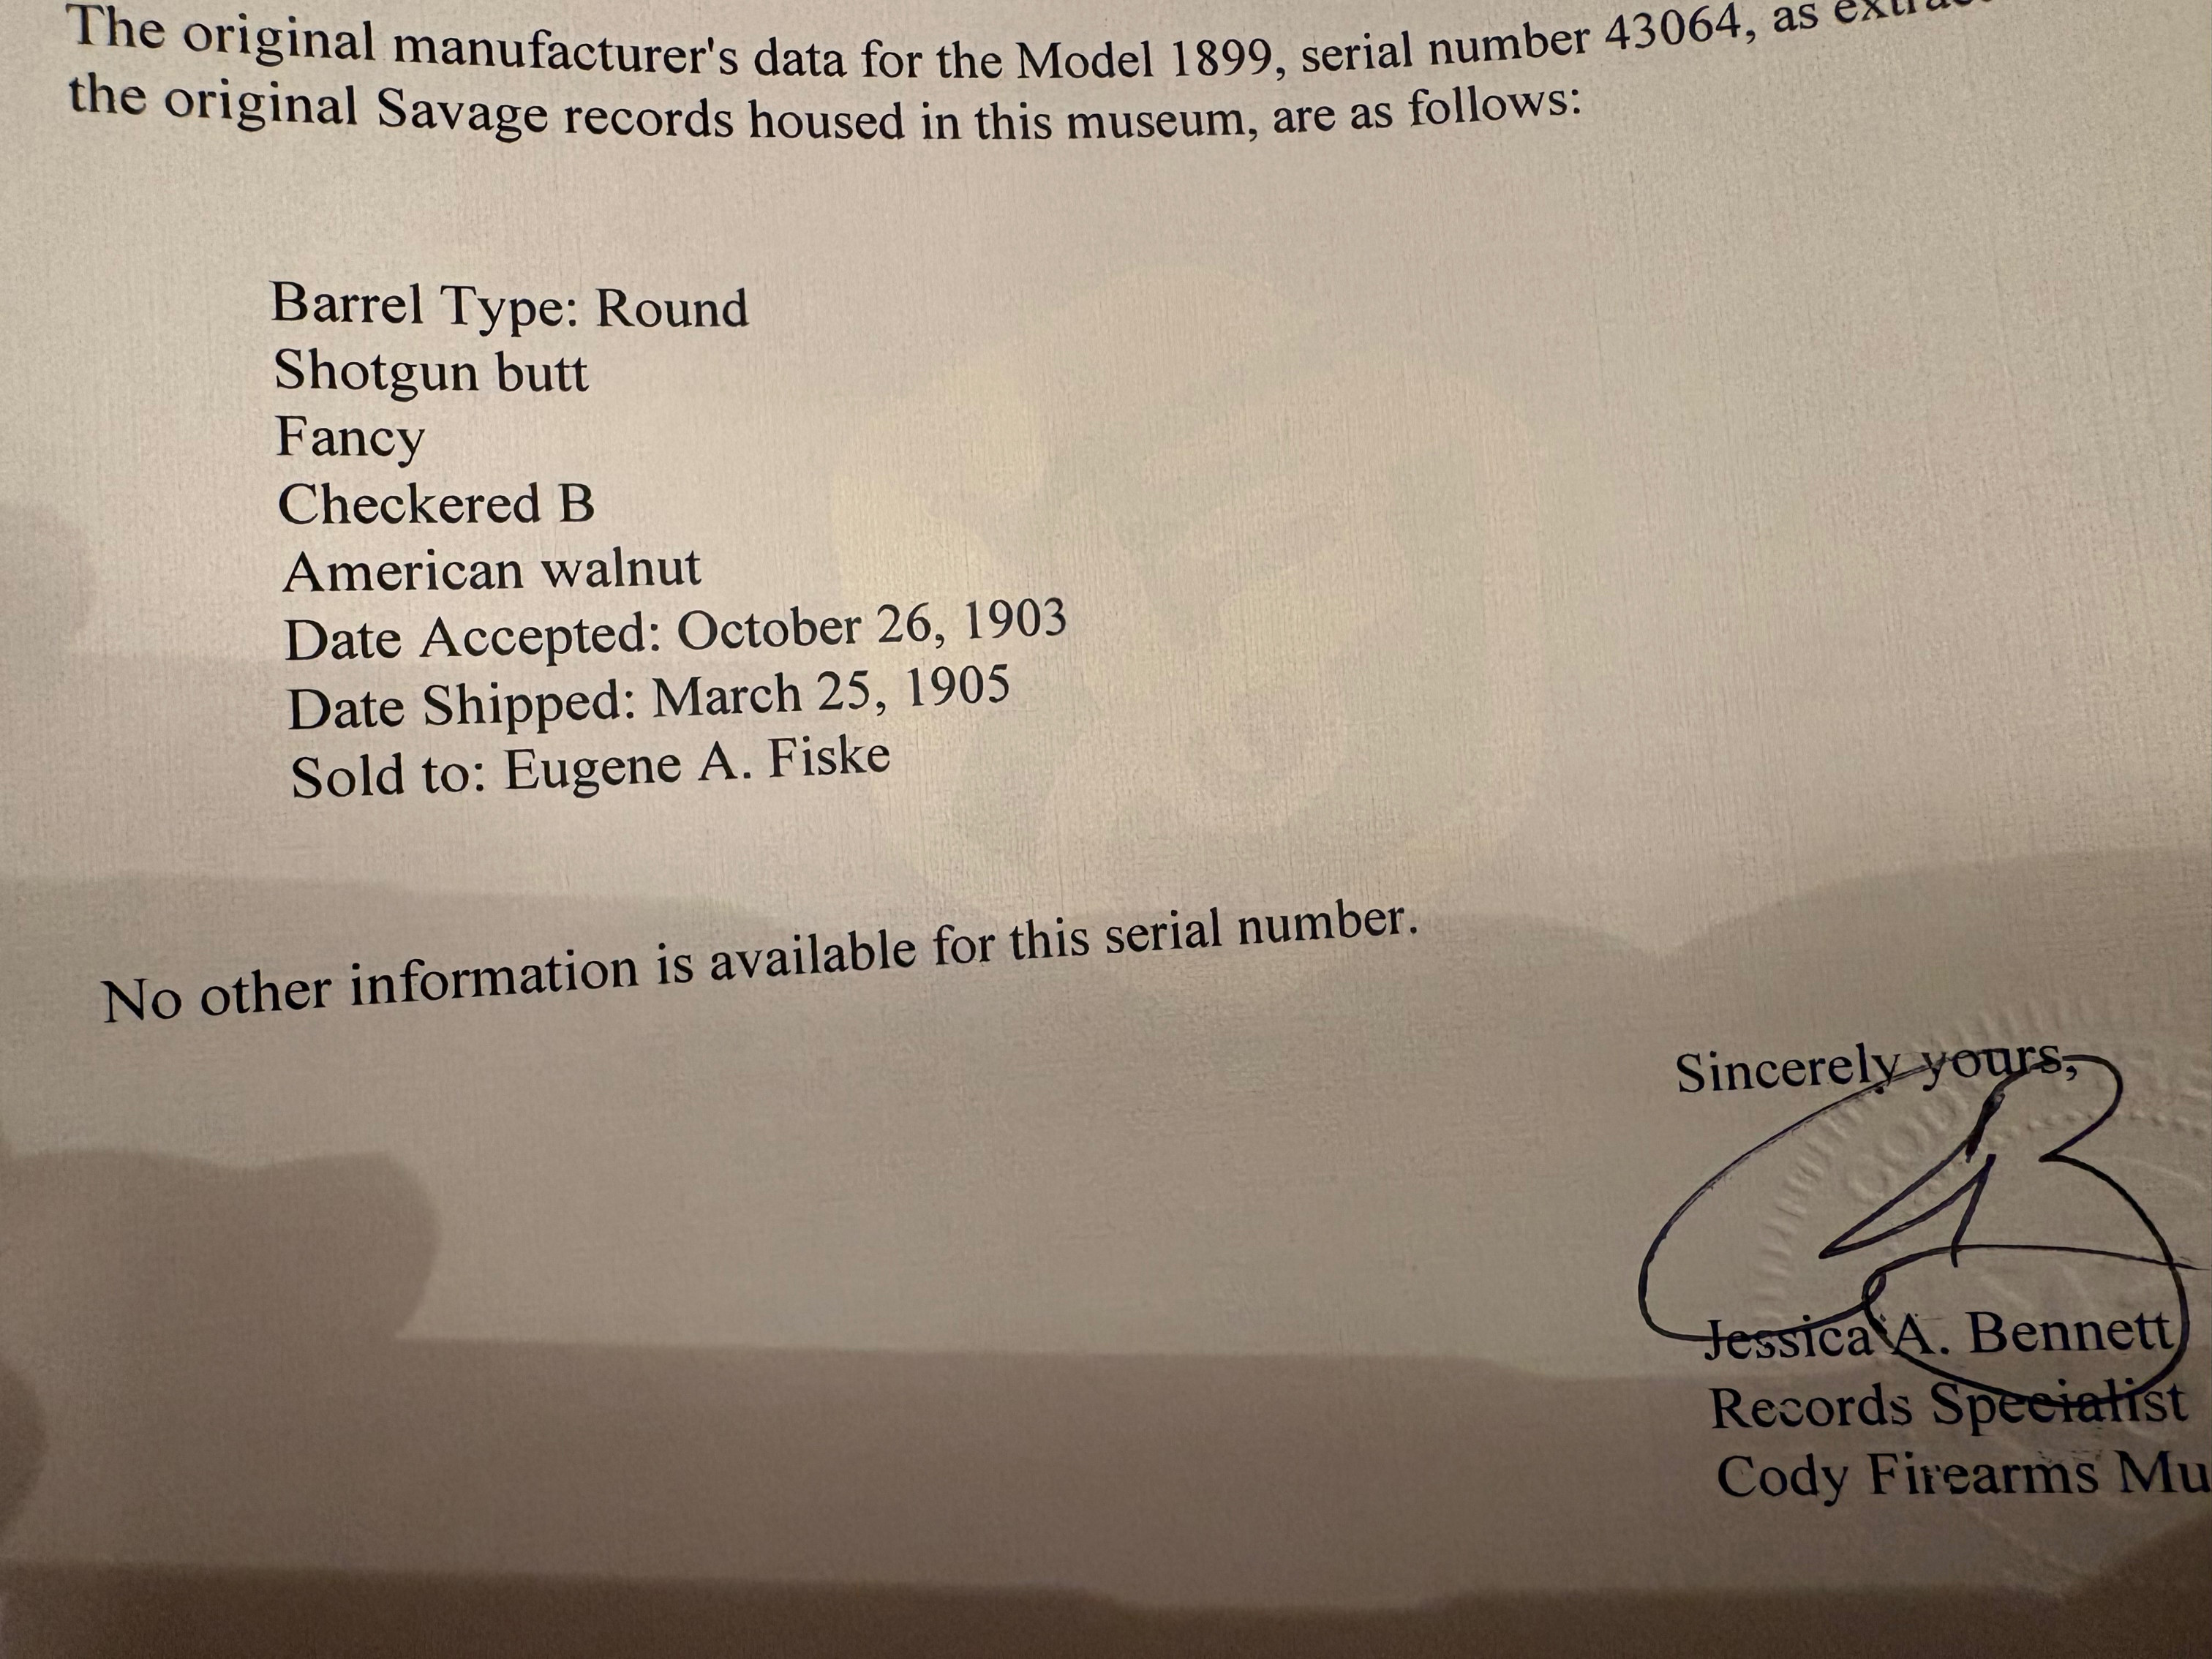 The original manufacturer's data for the Model 1899, serial number 43064, as
the original Savage records housed in this museum, are as follows:
Barrel Type: Round
Shotgun butt
Fancy
Checkered B
American walnut
Date Accepted: October 26, 1903
Date Shipped: March 25, 1905
Sold to: Eugene A. Fiske
No other information is available for this serial number.
Sincerely yours,
Jessica A. Bennett
Records Specialist
Cody Firearms Mu